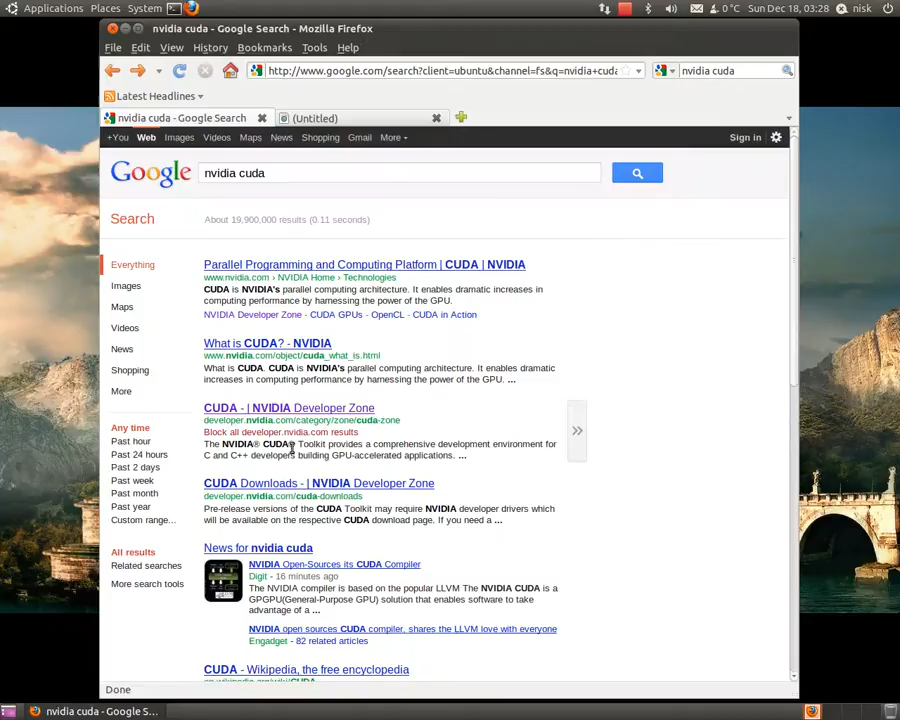 Applications Places System 0 °C Sun Dec 18, 03:28 nisk
nvidia cuda - Google Search - Mozilla Firefox
File Edit View History Bookmarks Tools Help
http://www.google.com/search?client=ubuntu&channel=fs&q=nvidia+cuda nvidia cuda
Latest Headlines
nvidia cuda - Google Search (Untitled)
+You Web Images Videos Maps News Shopping Gmail More Sign in
Google nvidia cuda
Search About 19,900,000 results (0.11 seconds)
Everything
Images
Maps
Videos
News
Shopping
More
Any time
Past hour
Past 24 hours
Past 2 days
Past week
Past month
Past year
Custom range...
All results
Related searches
More search tools
Parallel Programming and Computing Platform | CUDA | NVIDIA
www.nvidia.com › NVIDIA Home › Technologies
CUDA is NVIDIA's parallel computing architecture. It enables dramatic increases in
computing performance by harnessing the power of the GPU.
NVIDIA Developer Zone - CUDA GPUs - OpenCL - CUDA in Action
What is CUDA? - NVIDIA
www.nvidia.com/object/cuda_what_is.html
What is CUDA. CUDA is NVIDIA's parallel computing architecture. It enables dramatic
increases in computing performance by harnessing the power of the GPU. ...
CUDA - | NVIDIA Developer Zone
developer.nvidia.com/category/zone/cuda-zone
Block all developer.nvidia.com results
The NVIDIA® CUDA® Toolkit provides a comprehensive development environment for
C and C++ developers building GPU-accelerated applications. ...
CUDA Downloads - | NVIDIA Developer Zone
developer.nvidia.com/cuda-downloads
Pre-release versions of the CUDA Toolkit may require NVIDIA developer drivers which
will be available on the respective CUDA download page. If you need a ...
News for nvidia cuda
NVIDIA Open-Sources its CUDA Compiler
Digit - 16 minutes ago
The NVIDIA compiler is based on the popular LLVM The NVIDIA CUDA is a
GPGPU(General-Purpose GPU) solution that enables software to take
advantage of a ...
NVIDIA open sources CUDA compiler, shares the LLVM love with everyone
Engadget - 82 related articles
CUDA - Wikipedia, the free encyclopedia
en.wikipedia.org/wiki/CUDA
Done
nvidia cuda - Google S...